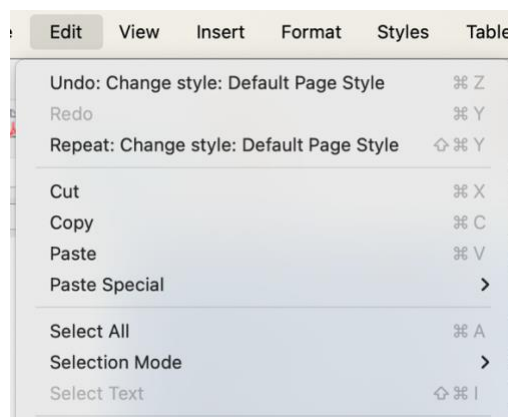 Edit View Insert Format Styles Table
Undo: Change style: Default Page Style ⌘ Z
Redo ⌘ Y
Repeat: Change style: Default Page Style ⇧ ⌘ Y
Cut ⌘ X
Copy ⌘ C
Paste ⌘ V
Paste Special
Select All ⌘ A
Selection Mode
Select Text ⇧ ⌘ I